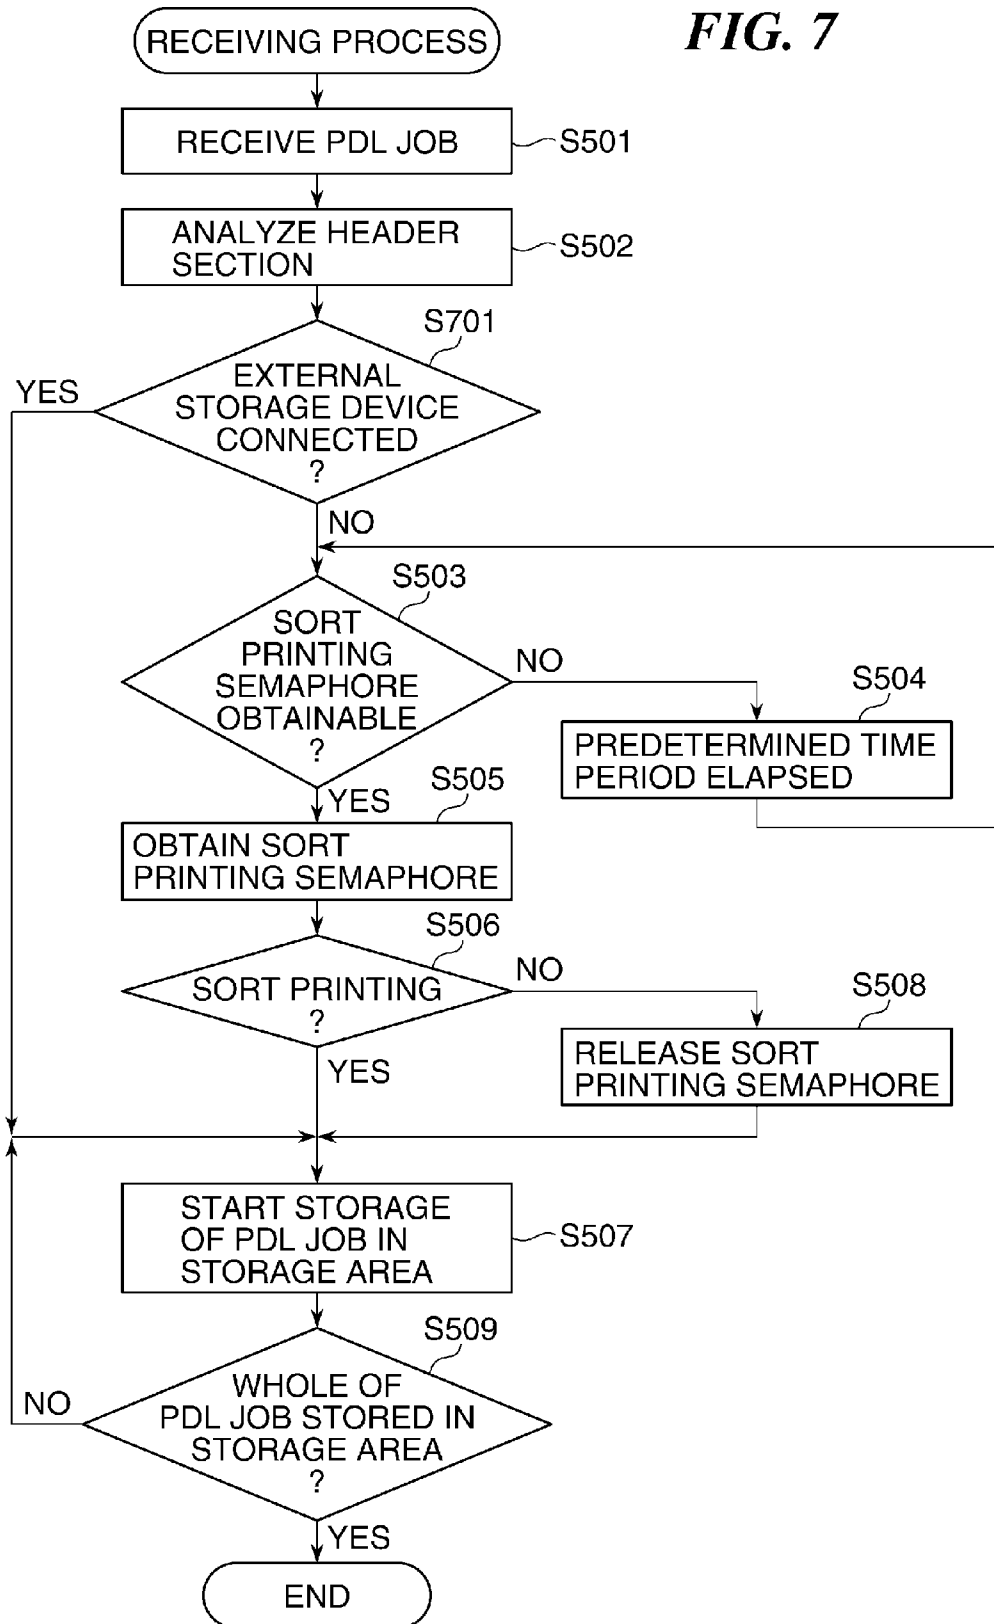 FIG. 7
RECEIVING PROCESS
RECEIVE PDL JOB
S501
ANALYZE HEADER
SECTION
S502
S701
EXTERNAL
STORAGE DEVICE
CONNECTED
?
YES
NO
S503
SORT
PRINTING
SEMAPHORE
OBTAINABLE
?
NO
S504
PREDETERMINED TIME
PERIOD ELAPSED
YES
S505
OBTAIN SORT
PRINTING SEMAPHORE
S506
SORT PRINTING
?
NO
S508
RELEASE SORT
PRINTING SEMAPHORE
YES
START STORAGE
OF PDL JOB IN
STORAGE AREA
S507
S509
WHOLE OF
PDL JOB STORED IN
STORAGE AREA
?
NO
YES
END